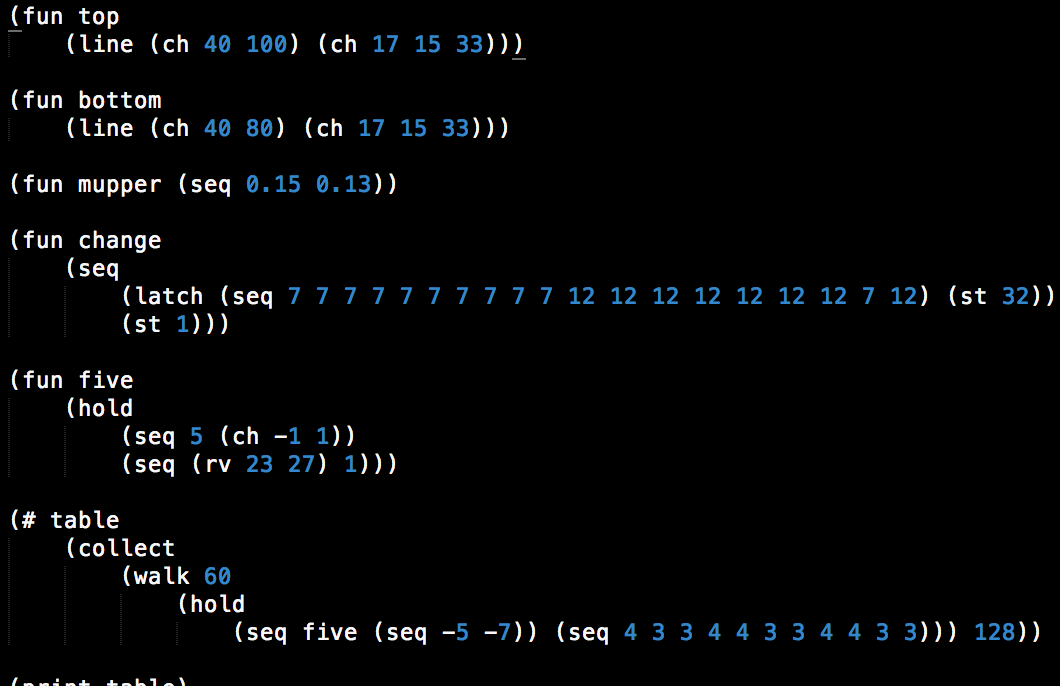 (fun top
(line (ch 40 100) (ch 17 15 33)))
(fun bottom
(line (ch 40 80) (ch 17 15 33)))
(fun mupper (seq 0.15 0.13))
(fun change
(seq
(latch (seq 7 7 7 7 7 7 7 7 7 7 12 12 12 12 12 12 12 7 12) (st 32))
(st 1)))
(fun five
(hold
(seq 5 (ch -1 1))
(seq (rv 23 27) 1)))
(# table
(collect
(walk 60
(hold
(seq five (seq -5 -7)) (seq 4 3 3 4 4 3 3 4 4 3 3))) 128))
(print table)